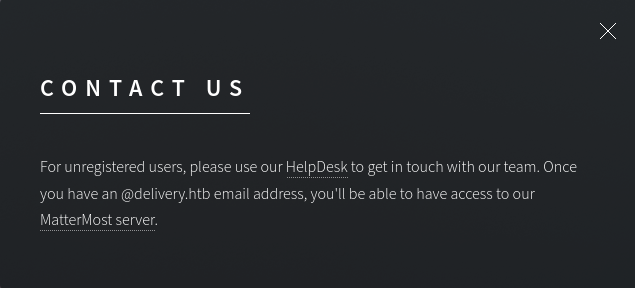 CONTACT US
For unregistered users, please use our HelpDesk to get in touch with our team. Once
you have an @delivery.htb email address, you'll be able to have access to our
MatterMost server.